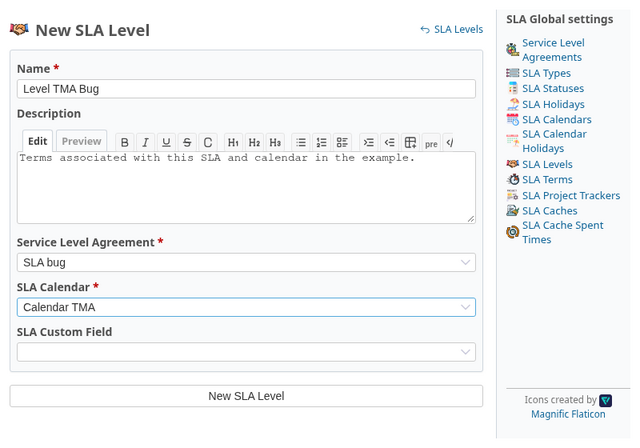 New SLA Level
SLA Levels
Name *
Level TMA Bug
Description
Edit Preview B I U S C H1 H2 H3 pre
Terms associated with this SLA and calendar in the example.
Service Level Agreement *
SLA bug
SLA Calendar *
Calendar TMA
SLA Custom Field
New SLA Level
SLA Global settings
Service Level
Agreements
SLA Types
SLA Statuses
SLA Holidays
SLA Calendars
SLA Calendar
Holidays
SLA Levels
SLA Terms
SLA Project Trackers
SLA Caches
SLA Cache Spent
Times
Icons created by
Magnific Flaticon